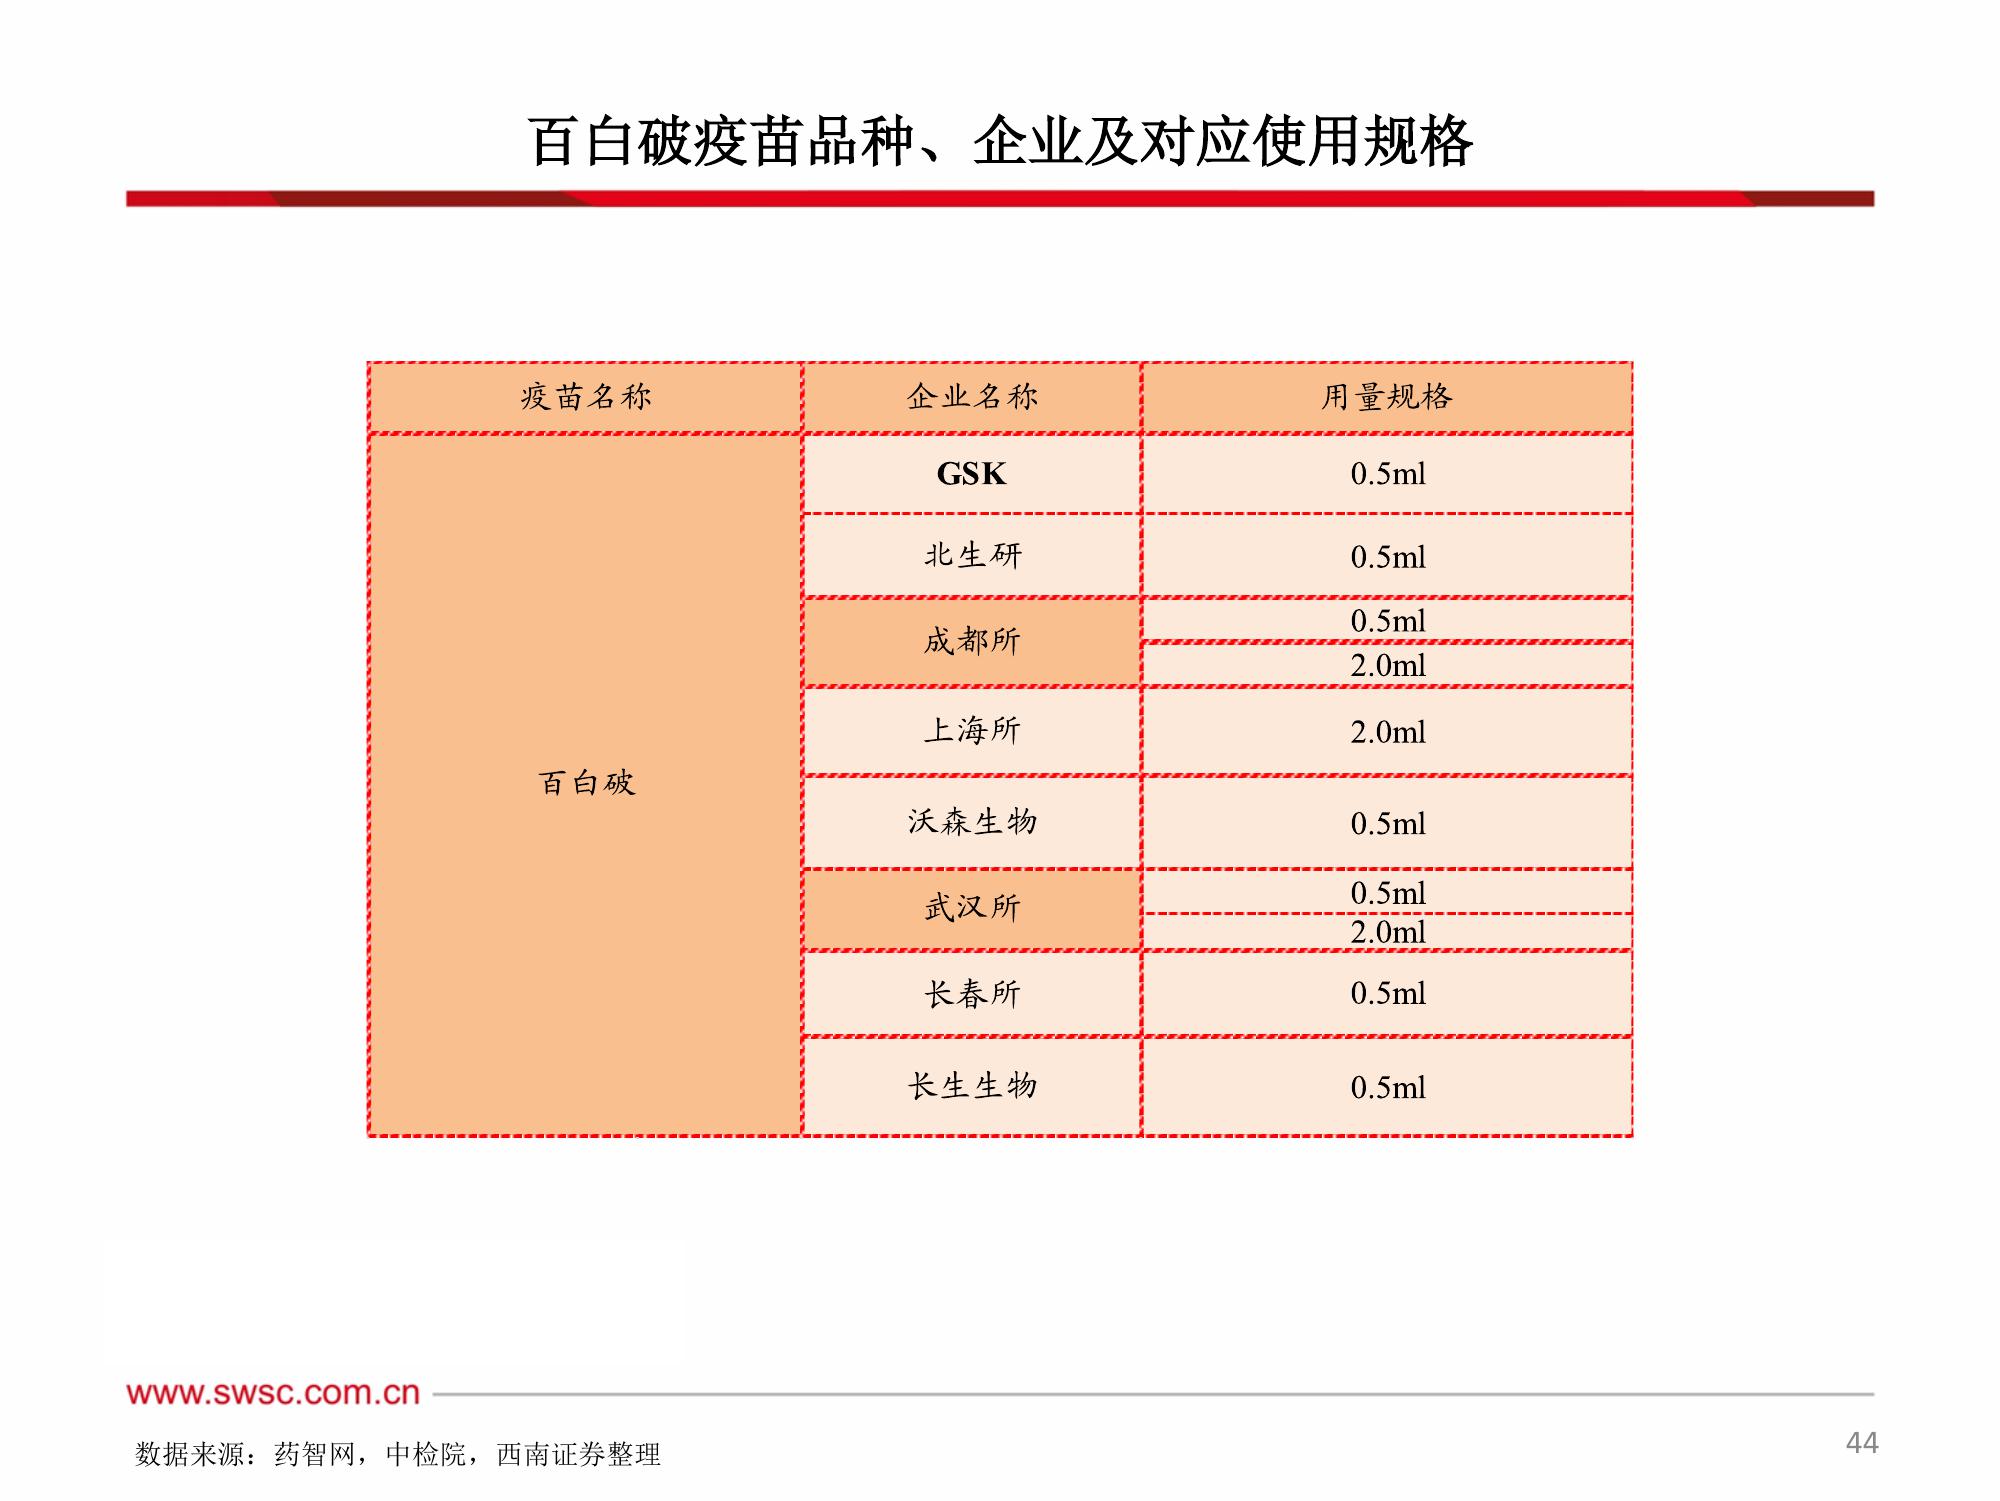 百白破疫苗品种、企业及对应使用规格
疫苗名称 企业名称 用量规格
百白破
GSK 0.5ml
北生研 0.5ml
成都所 0.5ml
2.0ml
上海所 2.0ml
沃森生物 0.5ml
武汉所 0.5ml
2.0ml
长春所 0.5ml
长生生物 0.5ml
www.swsc.com.cn
数据来源：药智网，中检院，西南证券整理
44